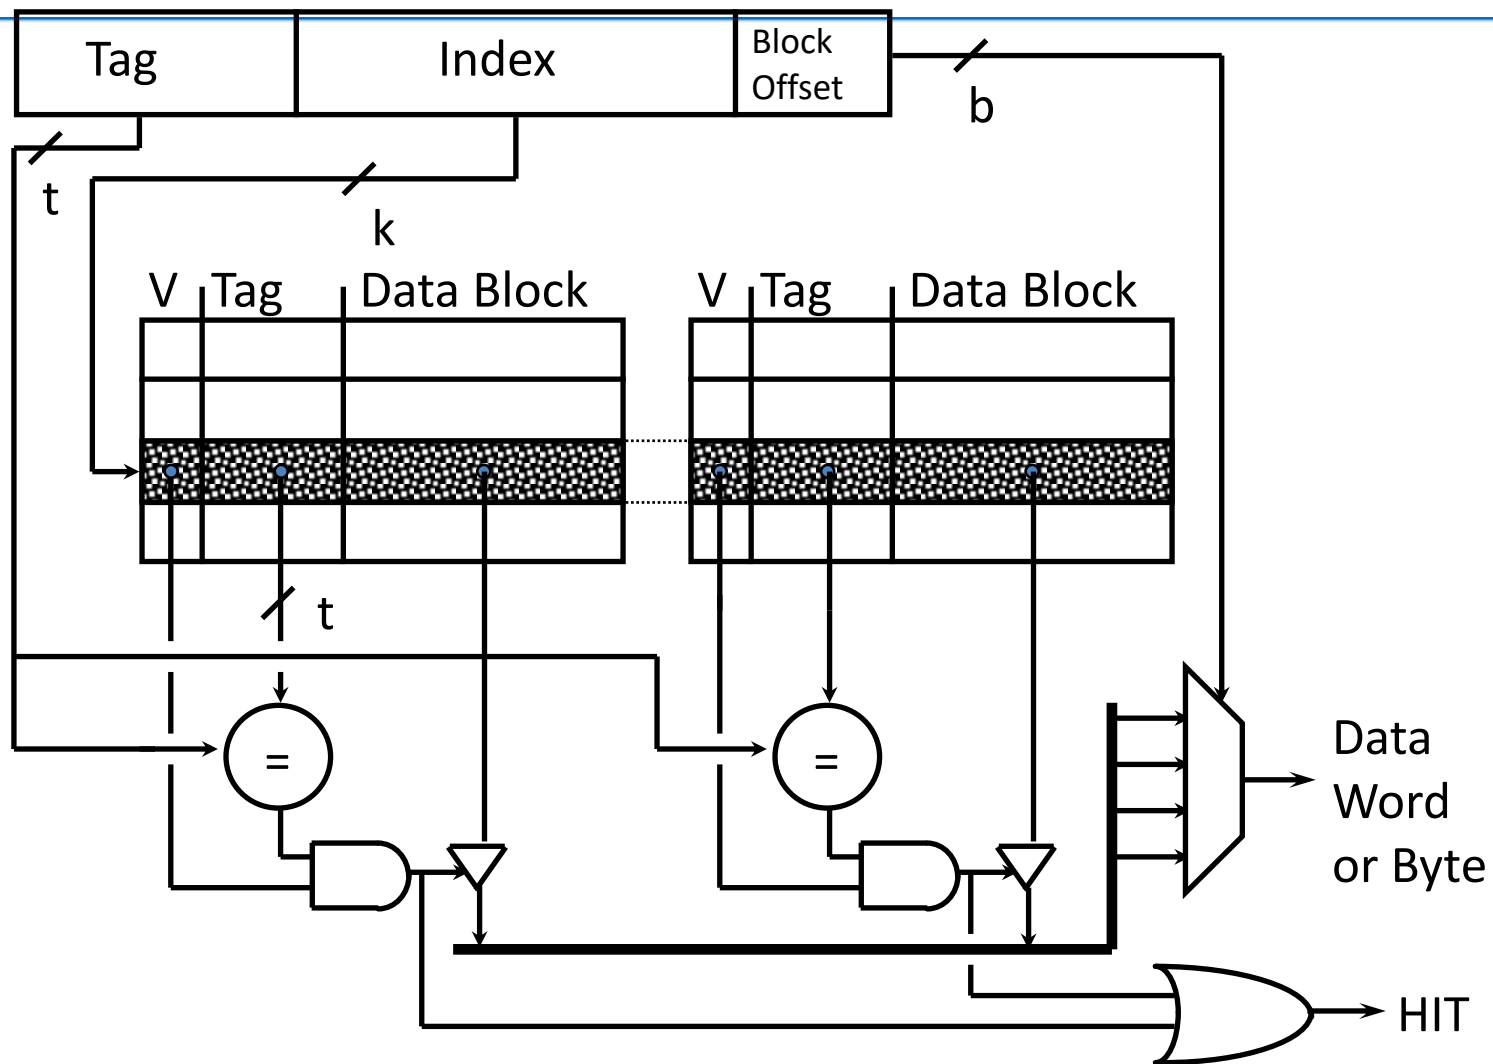 Tag
Index
Block
Offset
b
t
k
V
Tag
Data Block
V
Tag
Data Block
t
=
=
Data
Word
or Byte
HIT